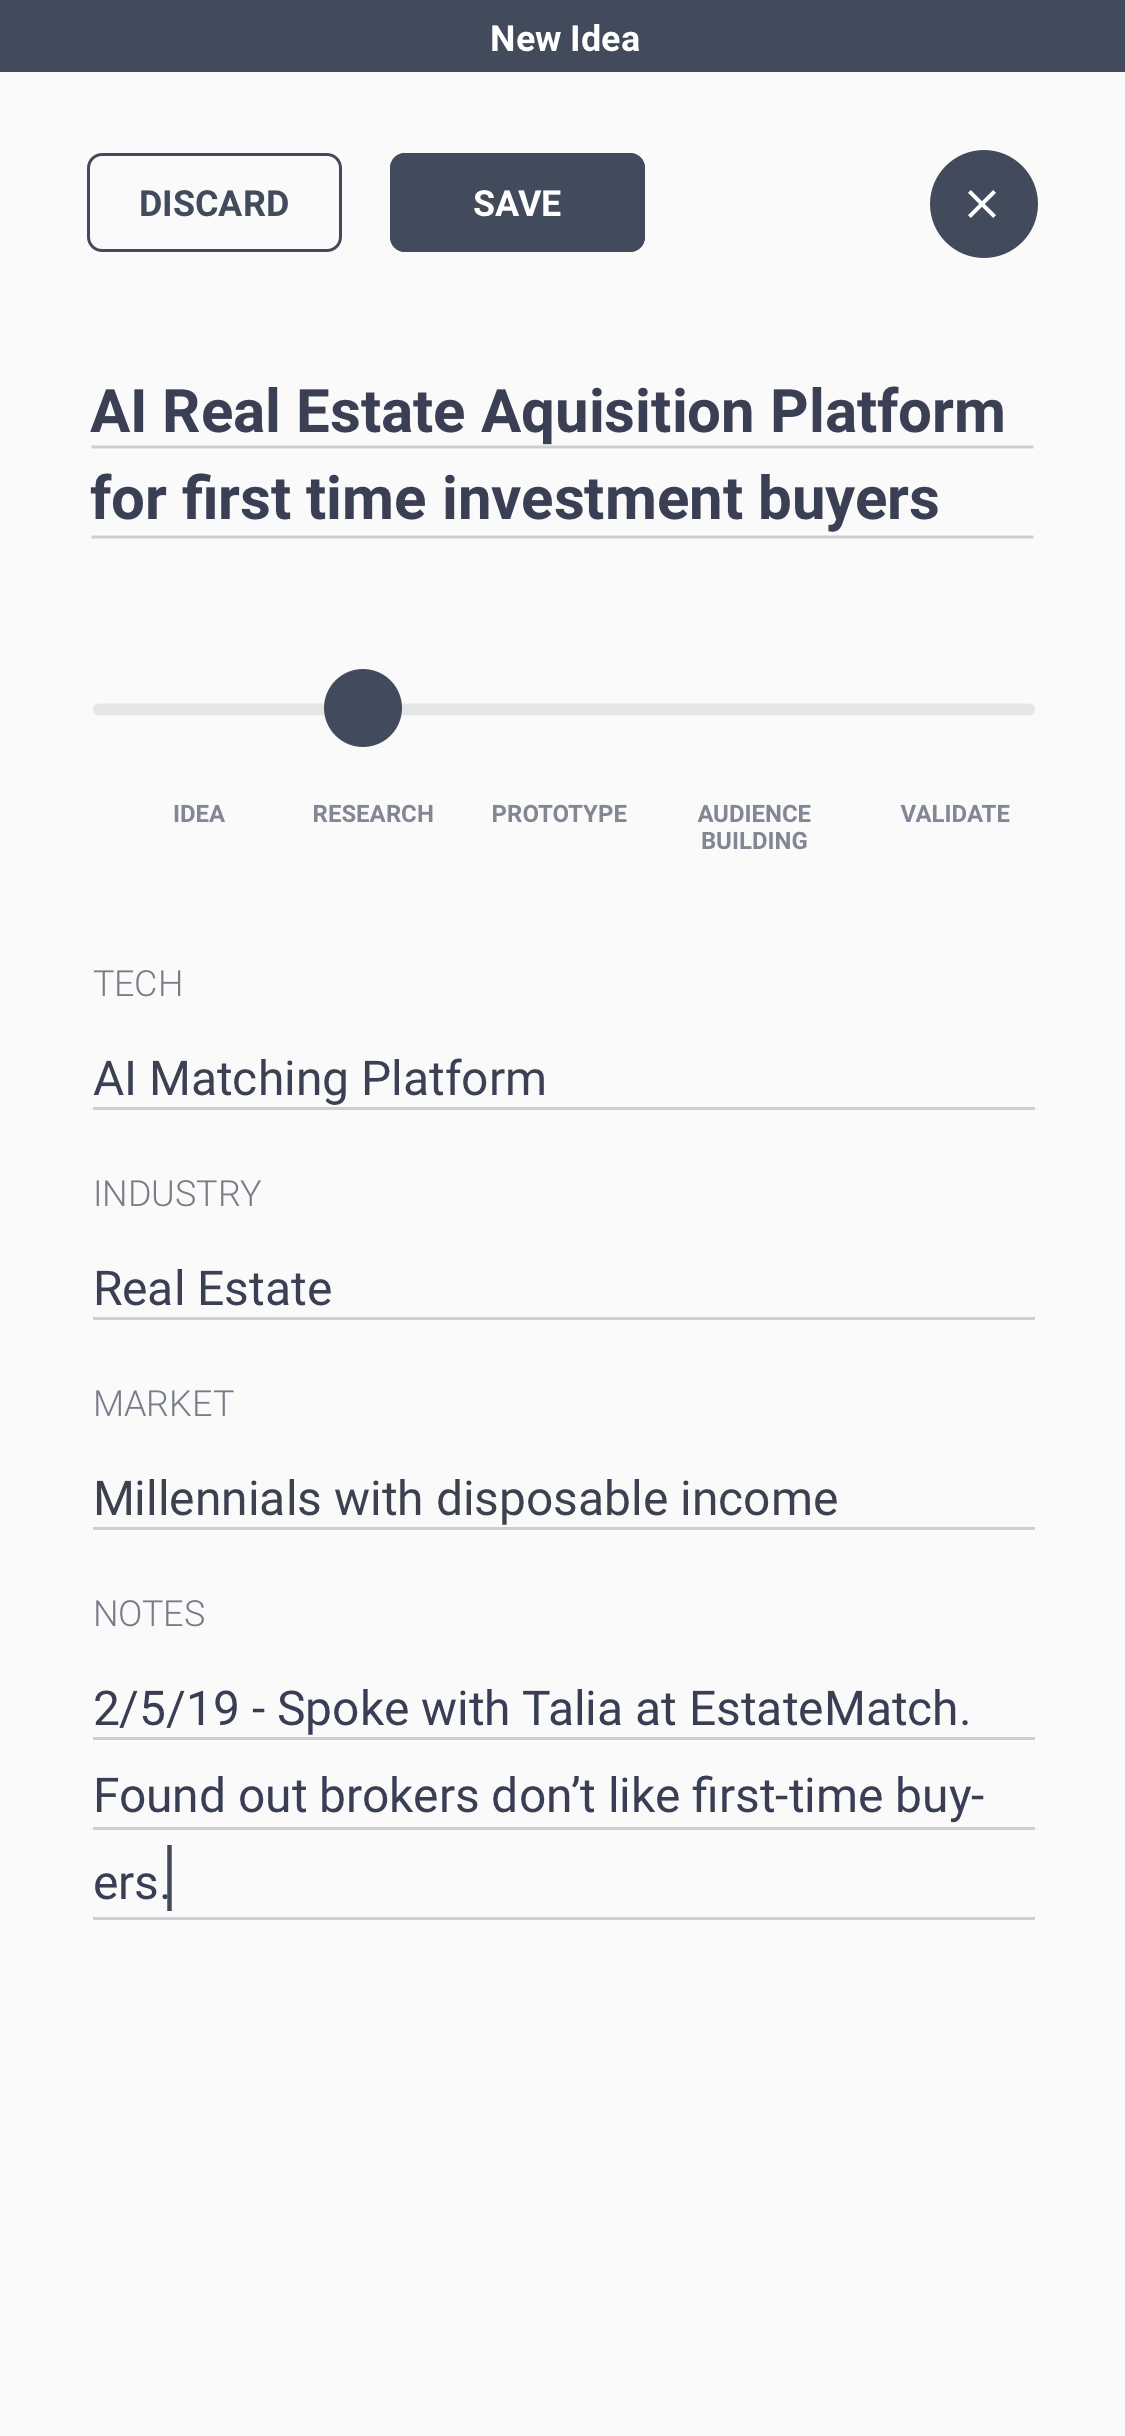 New Idea
DISCARD
SAVE
AI Real Estate Aquisition Platform
for first time investment buyers
IDEA
RESEARCH
PROTOTYPE
AUDIENCE
BUILDING
VALIDATE
TECH
AI Matching Platform
INDUSTRY
Real Estate
MARKET
Millennials with disposable income
NOTES
2/5/19 - Spoke with Talia at EstateMatch.
Found out brokers don’t like first-time buy-
ers.